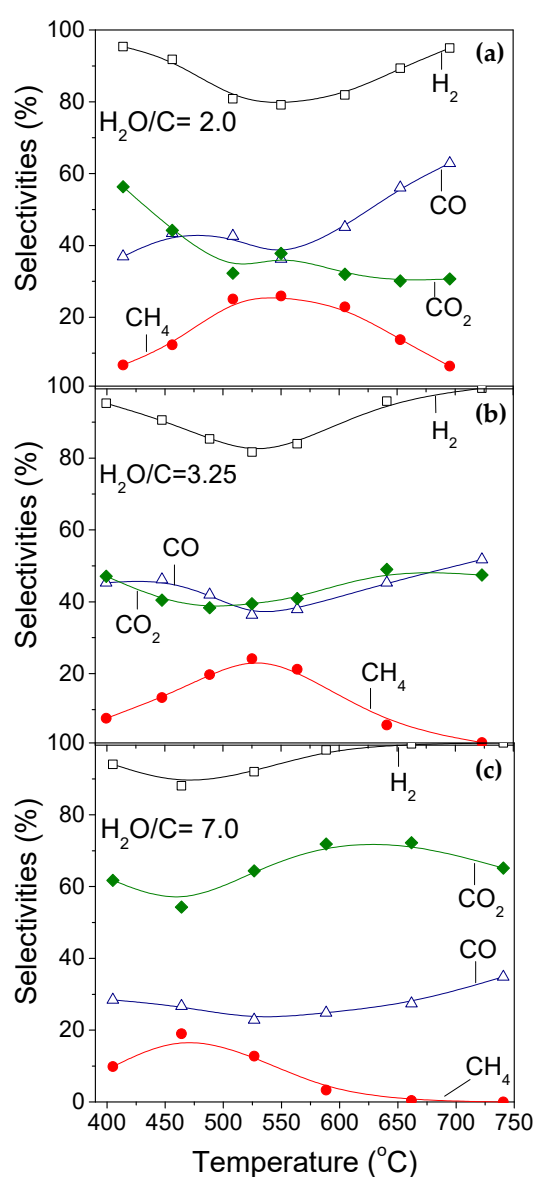 100
(a)
80
H2
H2O/C= 2.0
Selectivities (%)
60
CO
40
CO2
20
CH4
100
(b)
H2
80
H2O/C=3.25
Selectivities (%)
60
CO
40
CO2
20
CH4
100
(c)
H2
80
H2O/C= 7.0
Selectivities (%)
60
CO2
40
CO
20
CH4
0
400 450 500 550 600 650 700 750
Temperature (oC)